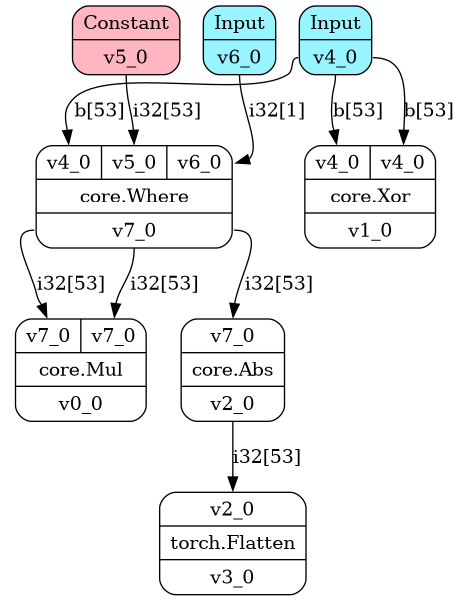 Constant
v5_0
Input
v6_0
Input
v4_0
b[53]
i32[53]
i32[1]
b[53]
b[53]
v4_0
v5_0
v6_0
core.Where
v7_0
v4_0
v4_0
core.Xor
v1_0
i32[53]
i32[53]
i32[53]
v7_0
v7_0
core.Mul
v0_0
v7_0
core.Abs
v2_0
i32[53]
v2_0
torch.Flatten
v3_0